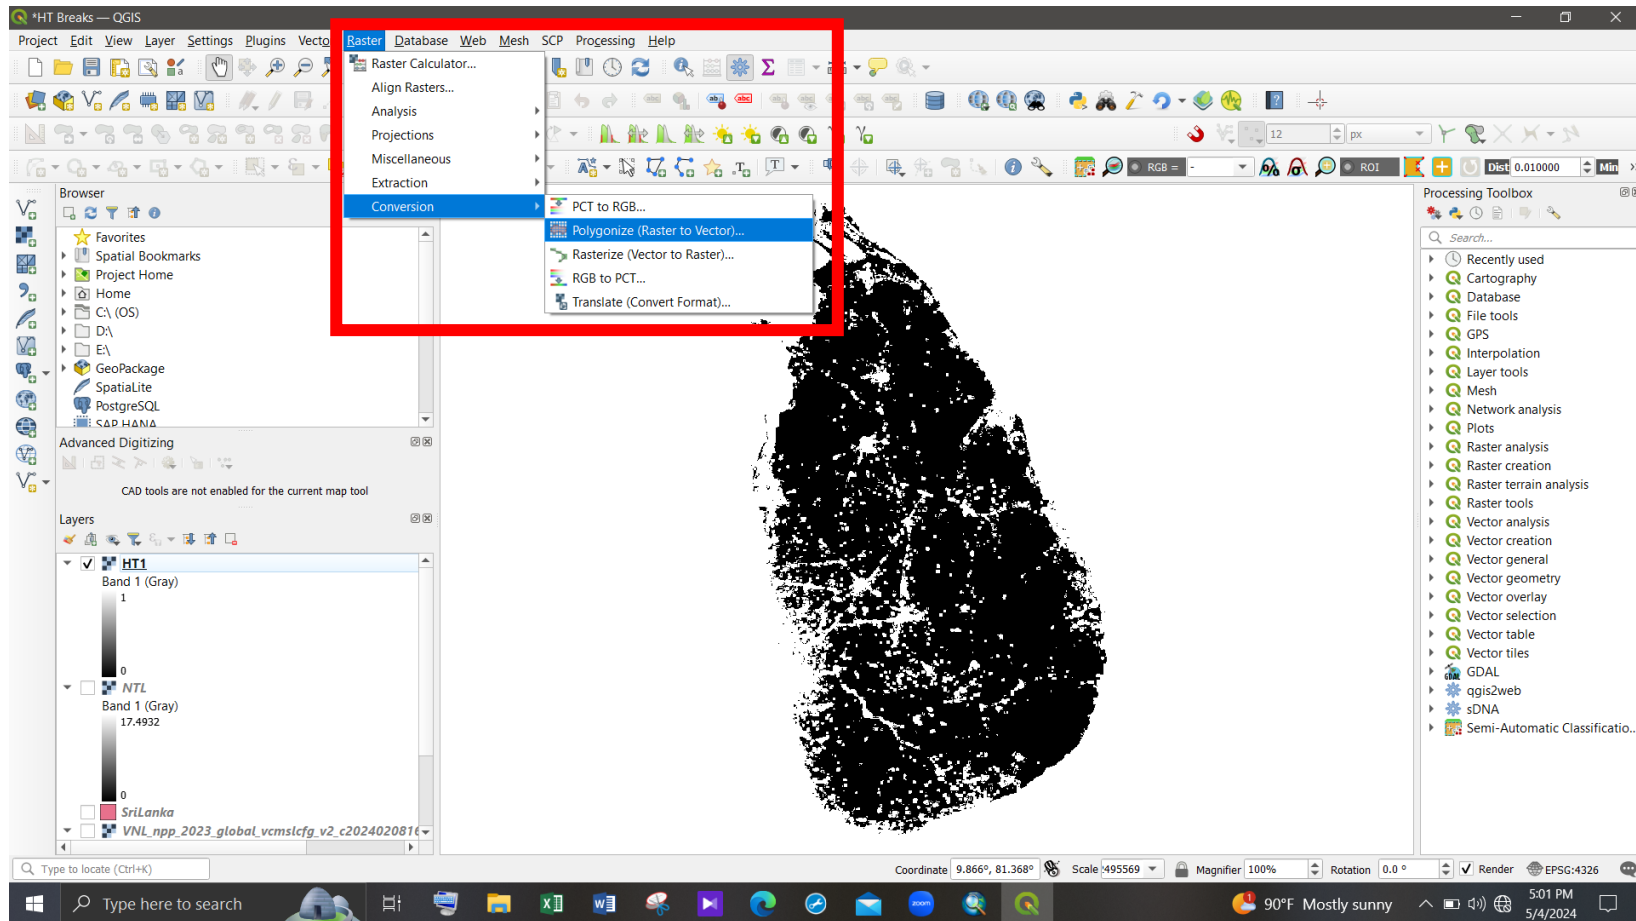 *HT Breaks — QGIS
Project Edit View Layer Settings Plugins Vecto Raster Database Web Mesh SCP Processing Help
Raster Calculator...
Align Rasters...
Analysis
Projections
Miscellaneous
Extraction
Conversion
PCT to RGB...
Polygonize (Raster to Vector)...
Rasterize (Vector to Raster)...
RGB to PCT...
Translate (Convert Format)...
12 px
RGB = - ROI Dist 0.010000 Min
Browser
Favorites
Spatial Bookmarks
Project Home
Home
C:\ (OS)
D:\
E:\
GeoPackage
SpatiaLite
PostgreSQL
SAP HANA
Advanced Digitizing
CAD tools are not enabled for the current map tool
Layers
HT1
Band 1 (Gray)
1
0
NTL
Band 1 (Gray)
17.4932
0
SriLanka
VNL_npp_2023_global_vcmslcfg_v2_c202402081
Processing Toolbox
Search...
Recently used
Cartography
Database
File tools
GPS
Interpolation
Layer tools
Mesh
Network analysis
Plots
Raster analysis
Raster creation
Raster terrain analysis
Raster tools
Vector analysis
Vector creation
Vector general
Vector geometry
Vector overlay
Vector selection
Vector table
Vector tiles
GDAL
qgis2web
sDNA
Semi-Automatic Classificatio..
Type to locate (Ctrl+K)
Coordinate 9.866°, 81.368° Scale :495569 Magnifier 100% Rotation 0.0 ° Render EPSG:4326
Type here to search
90°F Mostly sunny
5:01 PM
5/4/2024